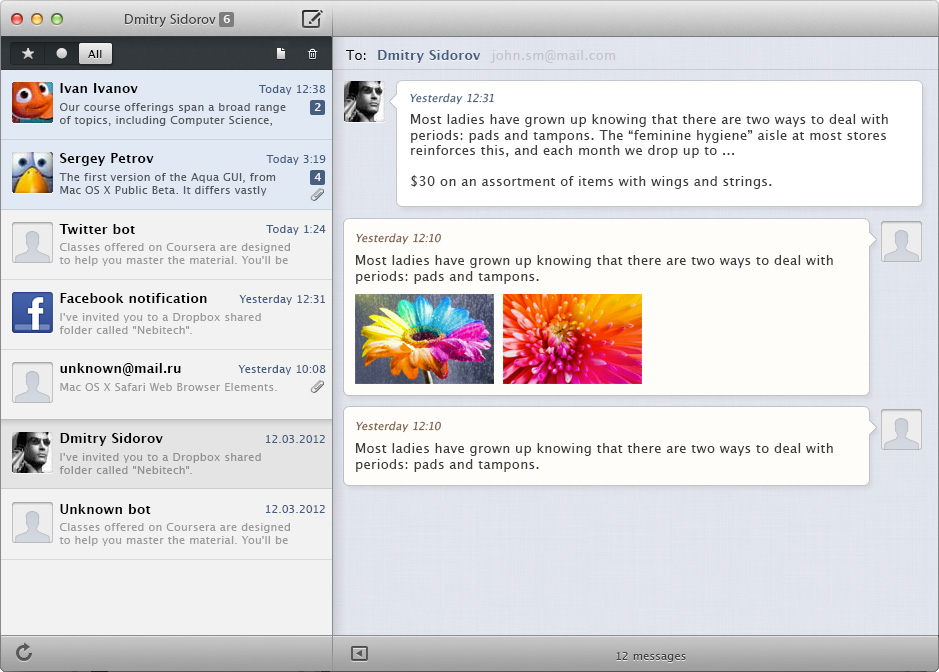 Dmitry Sidorov 6
All
Ivan Ivanov Today 12:38
Our course offerings span a broad range
of topics, including Computer Science,
2
Sergey Petrov Today 3:19
The first version of the Aqua GUI, from
Mac OS X Public Beta. It differs vastly
4
Twitter bot Today 1:24
Classes offered on Coursera are designed
to help you master the material. You'll be
Facebook notification Yesterday 12:31
I've invited you to a Dropbox shared
folder called "Nebitech".
unknown@mail.ru Yesterday 10:08
Mac OS X Safari Web Browser Elements.
Dmitry Sidorov 12.03.2012
I've invited you to a Dropbox shared
folder called "Nebitech".
Unknown bot 12.03.2012
Classes offered on Coursera are designed
to help you master the material. You'll be
To: Dmitry Sidorov john.sm@mail.com
Yesterday 12:31
Most ladies have grown up knowing that there are two ways to deal with
periods: pads and tampons. The “feminine hygiene” aisle at most stores
reinforces this, and each month we drop up to ...
$30 on an assortment of items with wings and strings.
Yesterday 12:10
Most ladies have grown up knowing that there are two ways to deal with
periods: pads and tampons.
Yesterday 12:10
Most ladies have grown up knowing that there are two ways to deal with
periods: pads and tampons.
12 messages